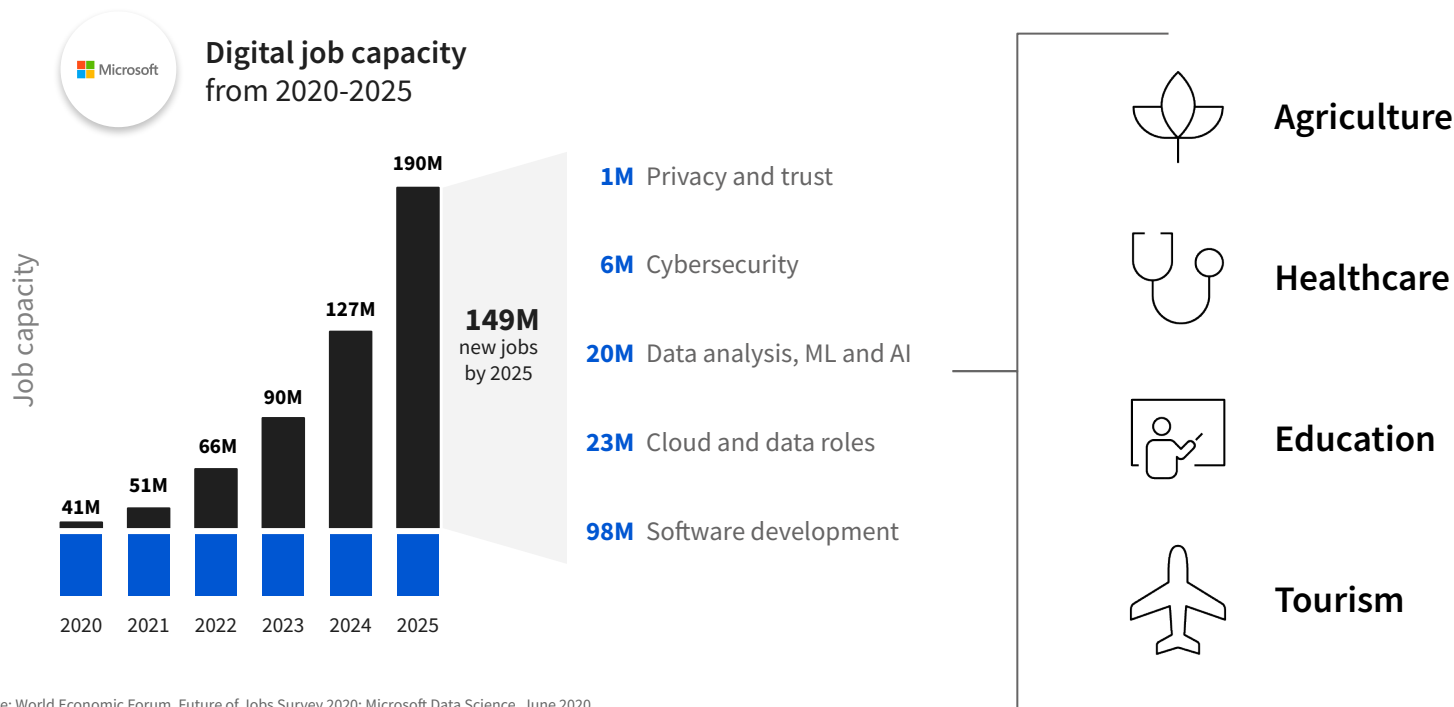 Microsoft
Digital job capacity
from 2020-2025
Job capacity
41M
51M
66M
90M
127M
190M
2020
2021
2022
2023
2024
2025
149M
new jobs
by 2025
1M Privacy and trust
6M Cybersecurity
20M Data analysis, ML and AI
23M Cloud and data roles
98M Software development
Agriculture
Healthcare
Education
Tourism
e: World Economic Forum, Future of Jobs Survey 2020; Microsoft Data Science, June 2020